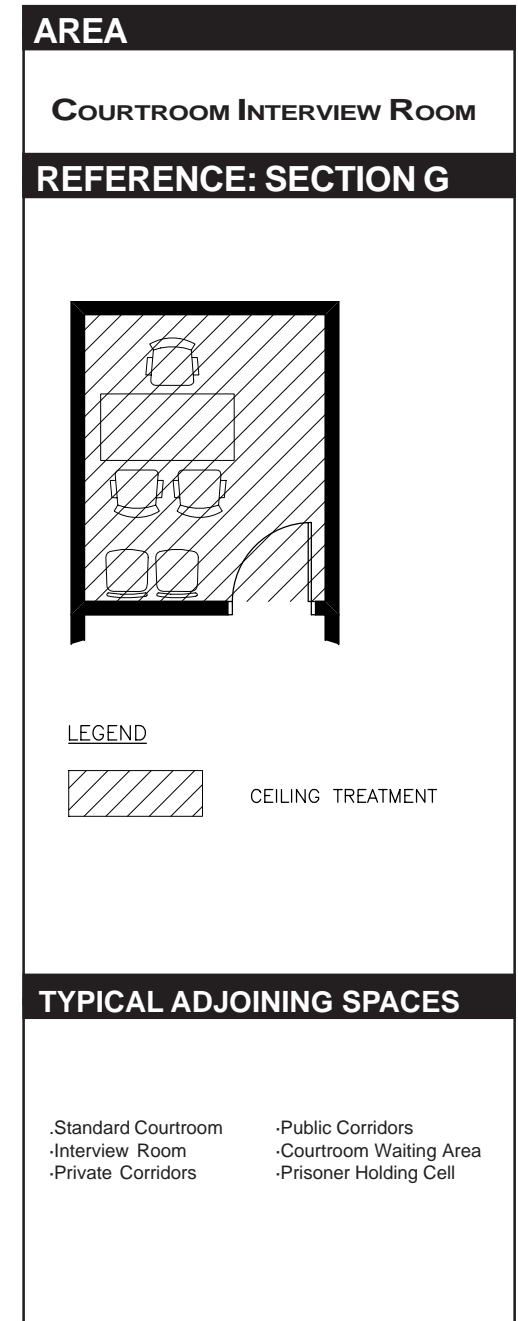 AREA
COURTROOM INTERVIEW ROOM
REFERENCE: SECTION G
LEGEND
CEILING TREATMENT
TYPICAL ADJOINING SPACES
.Standard Courtroom
·Interview Room
·Private Corridors
·Public Corridors
·Courtroom Waiting Area
·Prisoner Holding Cell